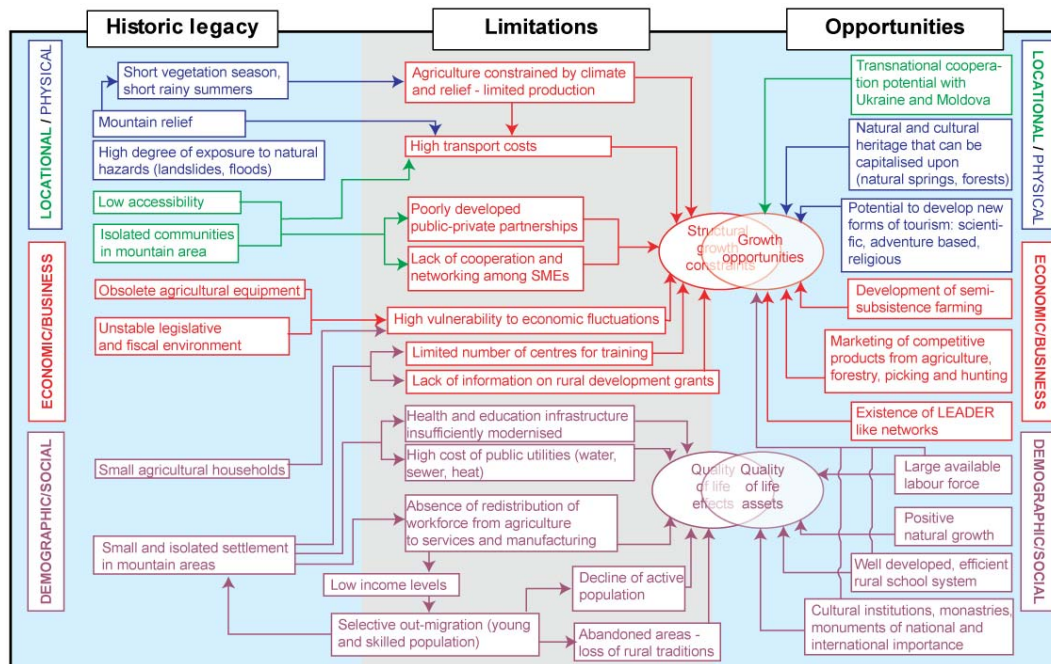 Historic legacy
Limitations
Opportunities
LOCATIONAL / PHYSICAL
ECONOMIC/BUSINESS
DEMOGRAPHIC/SOCIAL
Short vegetation season,
short rainy summers
Mountain relief
High degree of exposure to natural
hazards (landslides, floods)
Low accessibility
Isolated communities
in mountain area
Obsolete agricultural equipment
Unstable legislative
and fiscal environment
Small agricultural households
Small and isolated settlement
in mountain areas
Agriculture constrained by climate
and relief - limited production
High transport costs
Poorly developed
public-private partnerships
Lack of cooperation and
networking among SMEs
High vulnerability to economic fluctuations
Limited number of centres for training
Lack of information on rural development grants
Health and education infrastructure
insufficiently modernised
High cost of public utilities (water,
sewer, heat)
Absence of redistribution of
workforce from agriculture
to services and manufacturing
Low income levels
Selective out-migration (young
and skilled population)
Decline of active
population
Abandoned areas -
loss of rural traditions
Structural
growth
constraints
Growth
opportunities
Quality
of life
effects
Quality
of life
assets
Transnational coopera-
tion potential with
Ukraine and Moldova
Natural and cultural
heritage that can be
capitalised upon
(natural springs, forests)
Potential to develop new
forms of tourism: scienti-
fic, adventure based,
religious
Development of semi-
subsistence farming
Marketing of competitive
products from agriculture,
forestry, picking and hunting
Existence of LEADER
like networks
Large available
labour force
Positive
natural growth
Well developed, efficient
rural school system
Cultural institutions, monasteries,
monuments of national and
international importance
LOCATIONAL / PHYSICAL
ECONOMIC/BUSINESS
DEMOGRAPHIC/SOCIAL